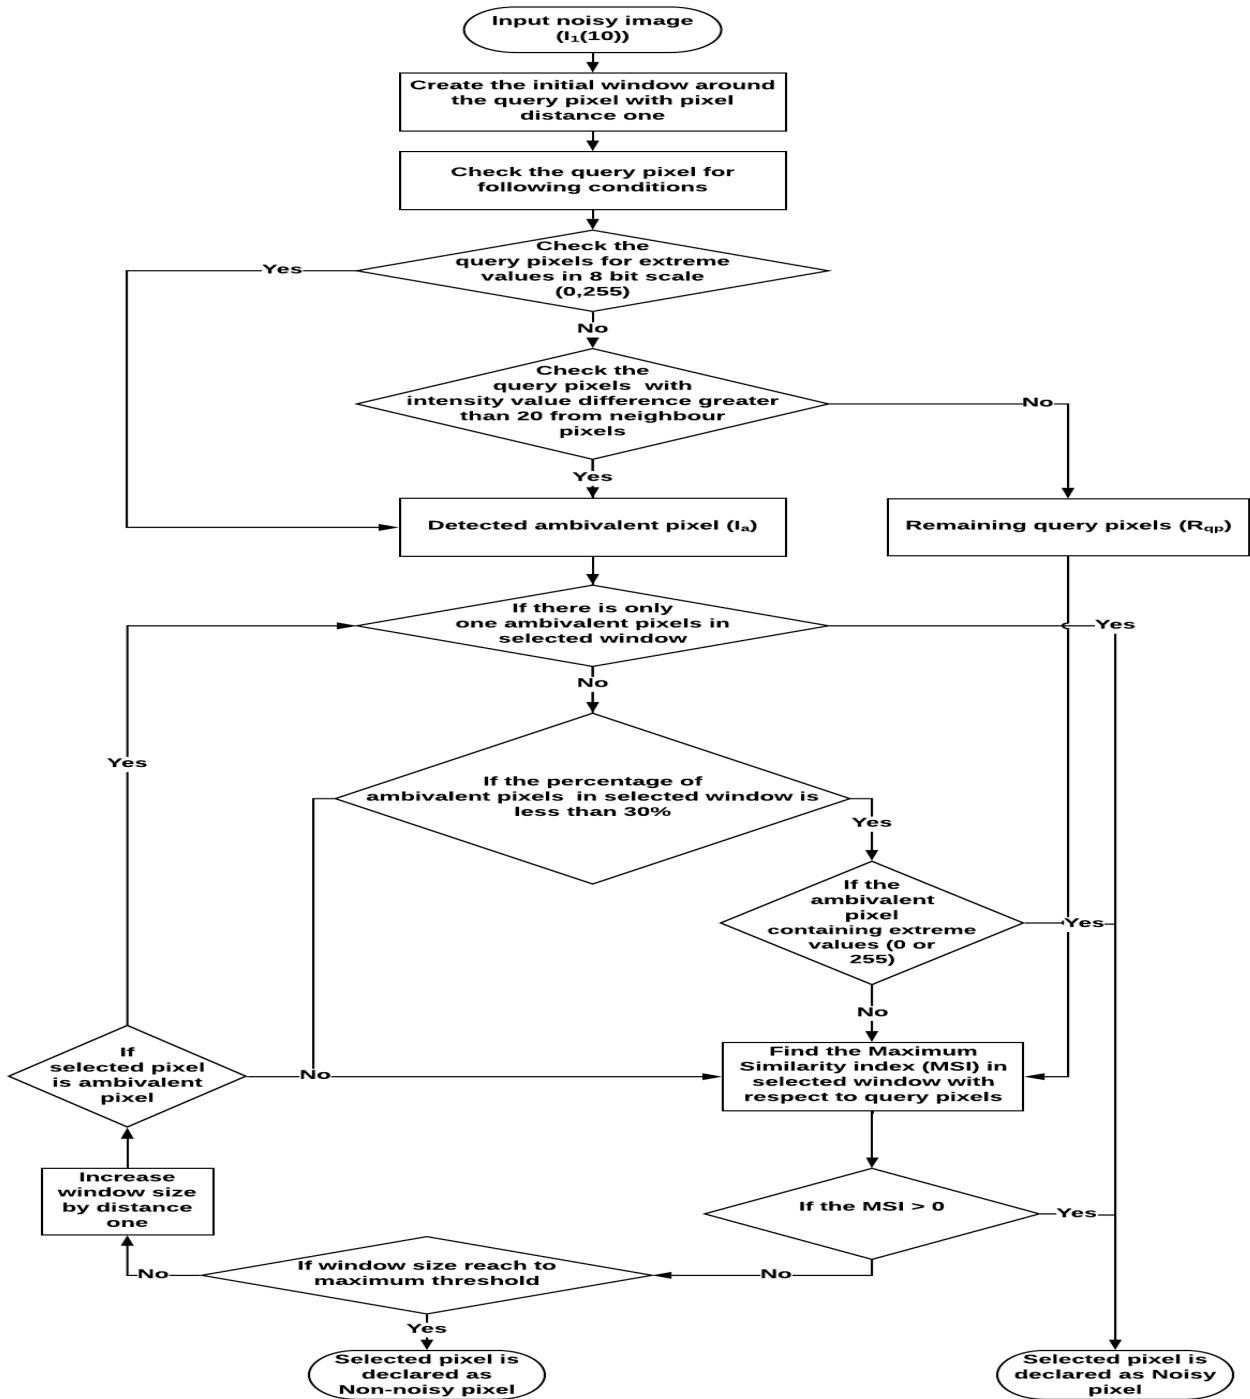 Input noisy image
(I₁(10))
Create the initial window around
the query pixel with pixel
distance one
Check the query pixel for
following conditions
Check the
query pixels for extreme
values in 8 bit scale
(0,255)
Yes
No
Check the
query pixels with
intensity value difference greater
than 20 from neighbour
pixels
No
Yes
Detected ambivalent pixel (Iₐ)
Remaining query pixels (R_qp)
If there is only
one ambivalent pixels in
selected window
Yes
No
Yes
If the percentage of
ambivalent pixels in selected window is
less than 30%
Yes
If the
ambivalent
pixel
containing extreme
values (0 or
255)
Yes
No
If
selected pixel
is ambivalent
pixel
No
Find the Maximum
Similarity index (MSI) in
selected window with
respect to query pixels
Increase
window size
by distance
one
If the MSI > 0
Yes
If window size reach to
maximum threshold
No
No
Yes
Selected pixel is
declared as
Non-noisy pixel
Selected pixel is
declared as Noisy
pixel